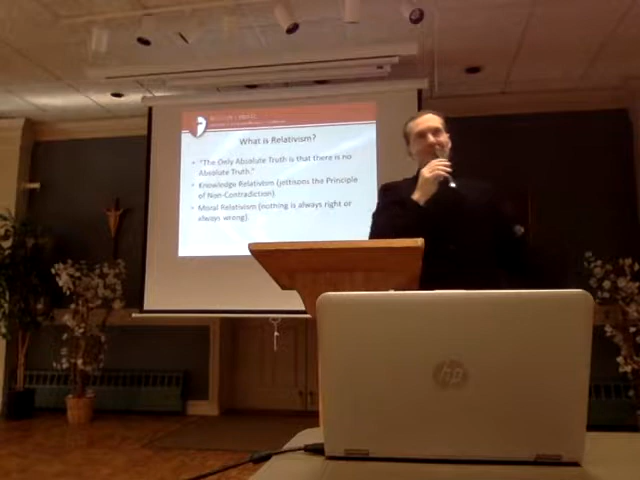 What is Relativism?
• "The Only Absolute Truth is that there is no
Absolute Truth."
• Knowledge Relativism (jettisons the Principle
of Non-Contradiction)
• Moral Relativism (nothing is always right or
always wrong).
hp